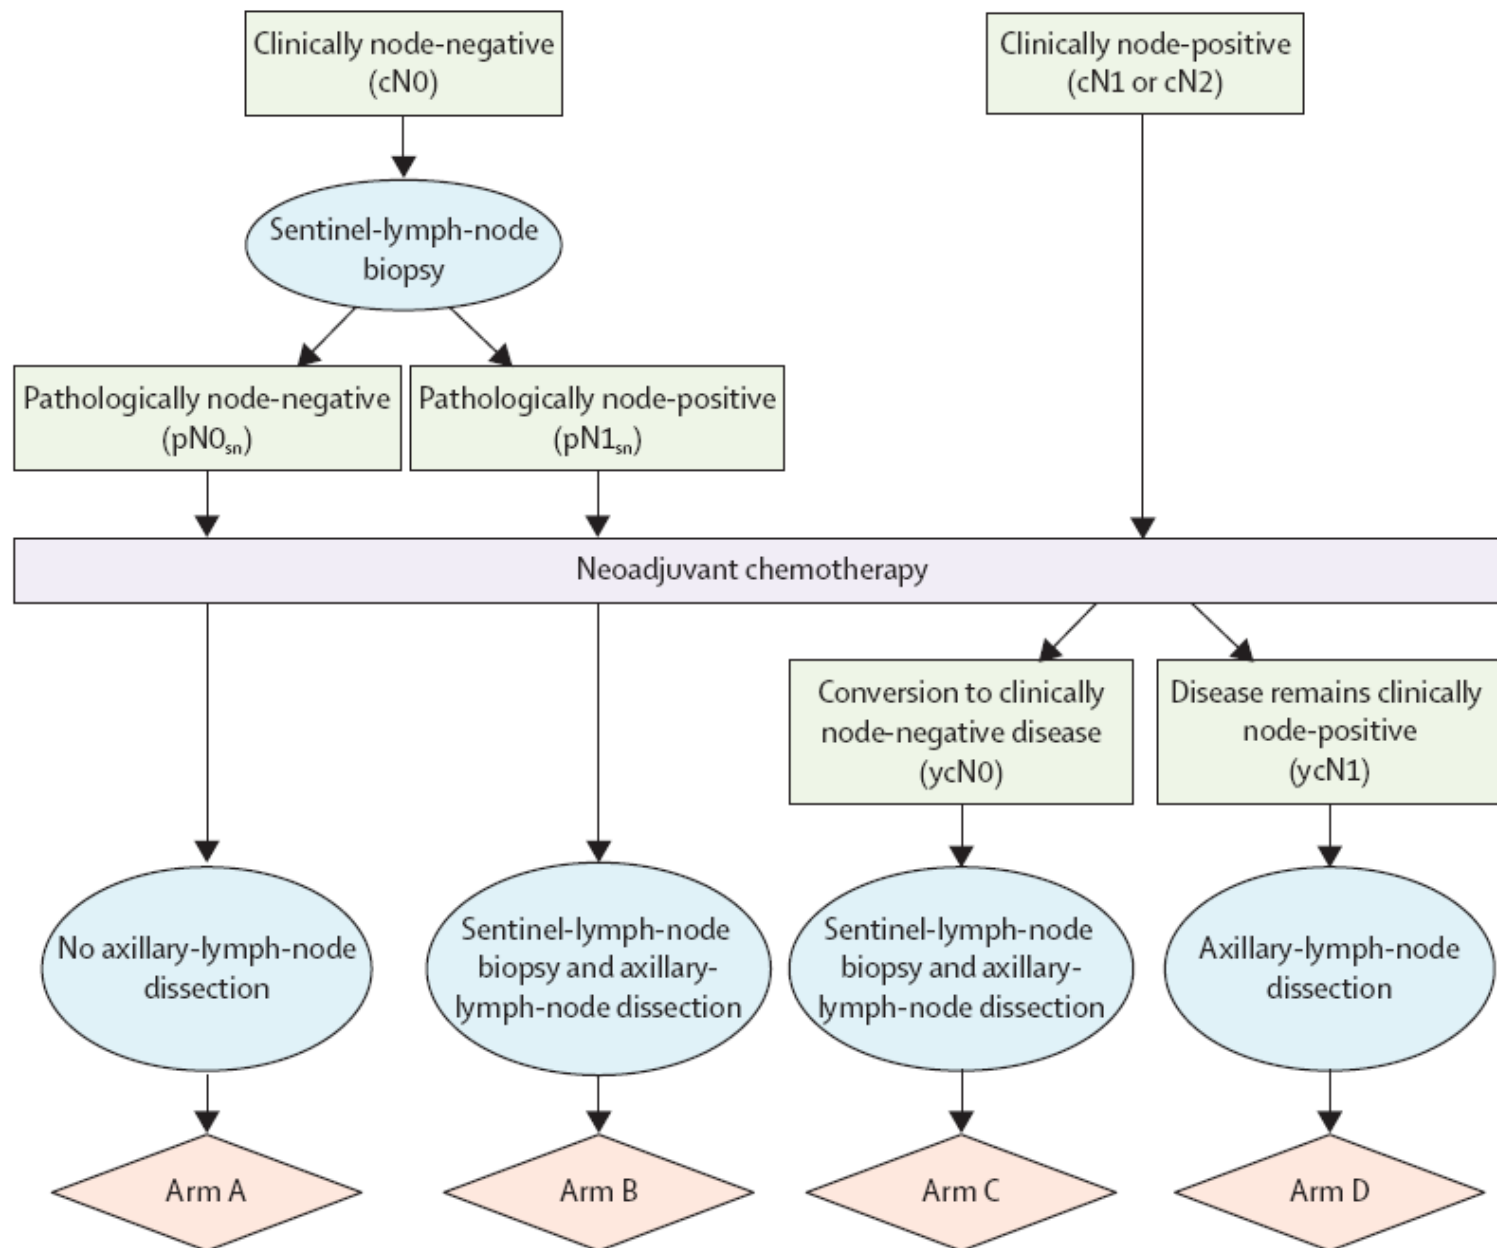 Clinically node-negative
(cN0)
Clinically node-positive
(cN1 or cN2)
Sentinel-lymph-node
biopsy
Pathologically node-negative
(pN0sn)
Pathologically node-positive
(pN1sn)
Neoadjuvant chemotherapy
Conversion to clinically
node-negative disease
(ycN0)
Disease remains clinically
node-positive
(ycN1)
No axillary-lymph-node
dissection
Sentinel-lymph-node
biopsy and axillary-
lymph-node dissection
Sentinel-lymph-node
biopsy and axillary-
lymph-node dissection
Axillary-lymph-node
dissection
Arm A
Arm B
Arm C
Arm D